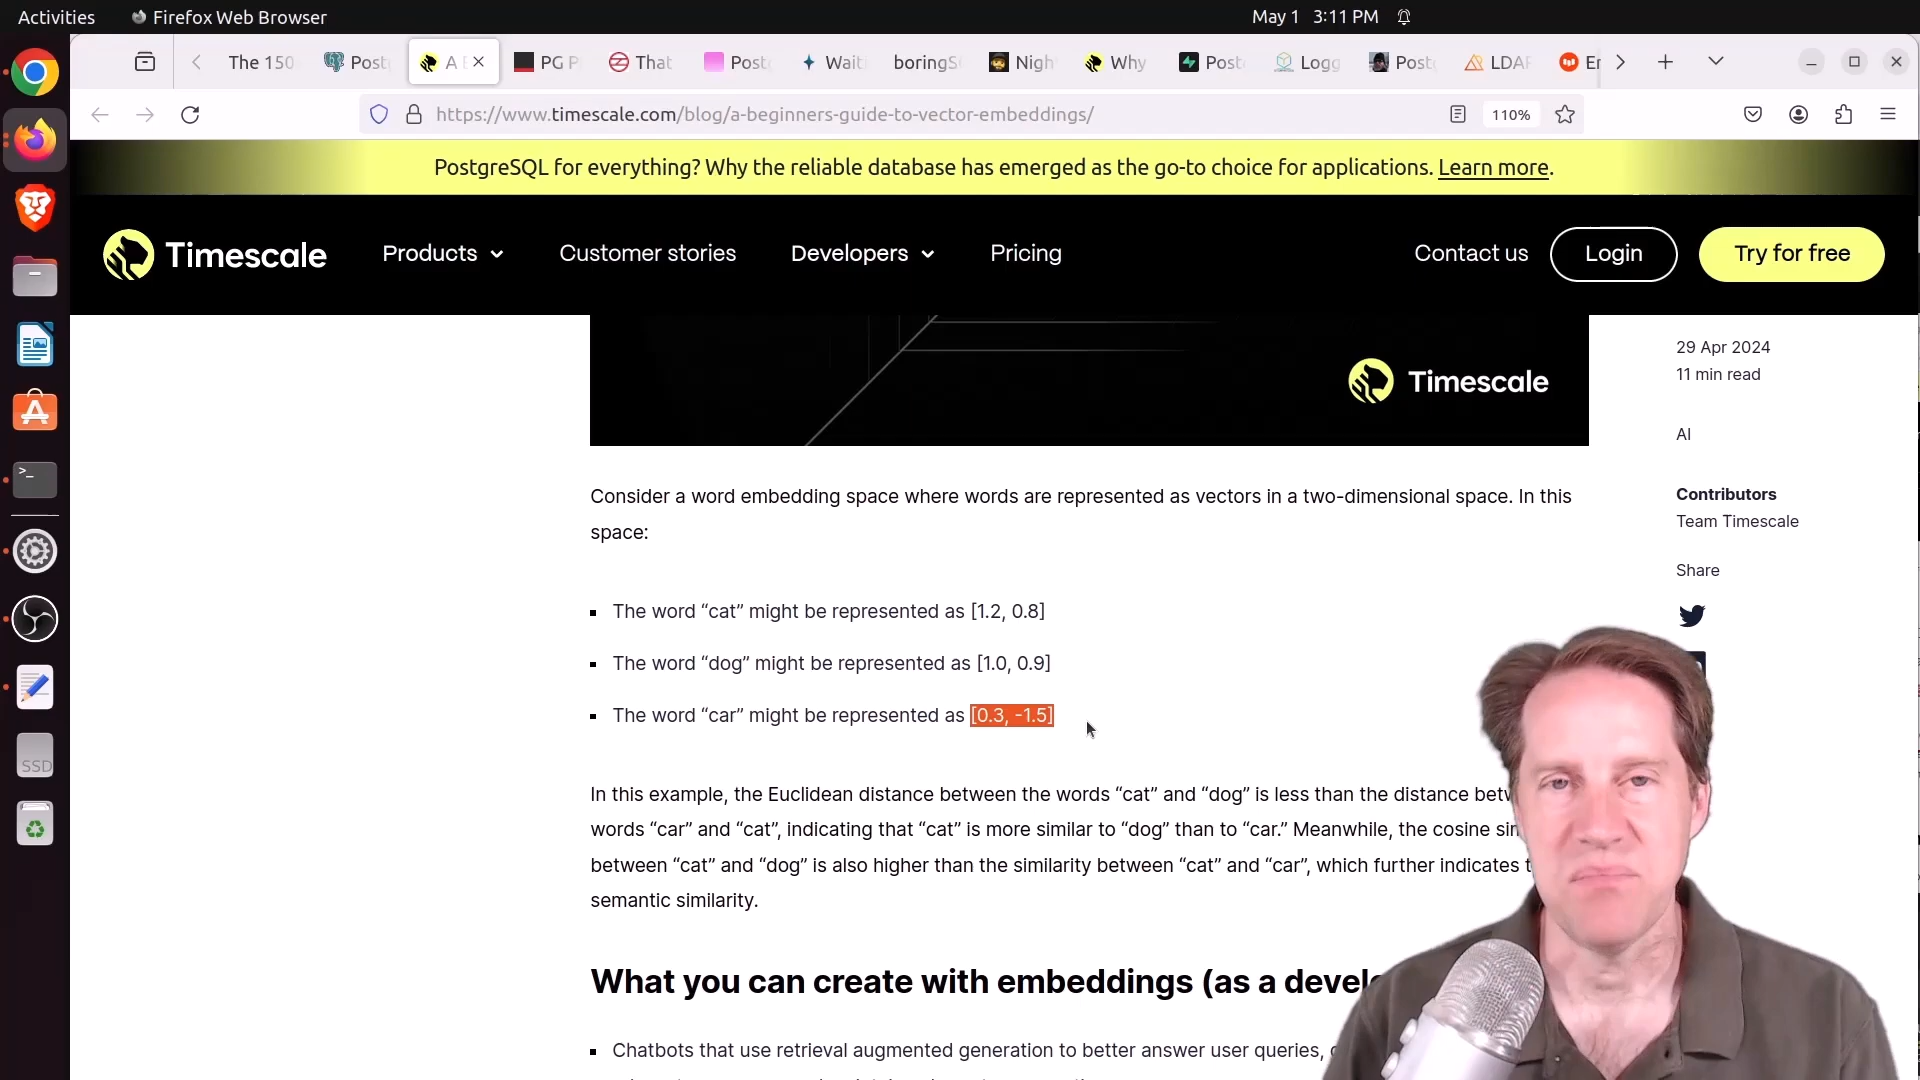 Activities Firefox Web Browser May 1 3:11 PM
The 150 Post A PG P That Post Wait boringS Nigh Why Post Logg Post LDAP Er
https://www.timescale.com/blog/a-beginners-guide-to-vector-embeddings/ 110%
PostgreSQL for everything? Why the reliable database has emerged as the go-to choice for applications. Learn more.
Timescale Products Customer stories Developers Pricing Contact us Login Try for free
Timescale
29 Apr 2024
11 min read
AI
Contributors
Team Timescale
Share
Consider a word embedding space where words are represented as vectors in a two-dimensional space. In this
space:
The word “cat” might be represented as [1.2, 0.8]
The word “dog” might be represented as [1.0, 0.9]
The word “car” might be represented as [0.3, -1.5]
In this example, the Euclidean distance between the words “cat” and “dog” is less than the distance betw
words “car” and “cat”, indicating that “cat” is more similar to “dog” than to “car.” Meanwhile, the cosine sim
between “cat” and “dog” is also higher than the similarity between “cat” and “car”, which further indicates t
semantic similarity.
What you can create with embeddings (as a devel
Chatbots that use retrieval augmented generation to better answer user queries,
SSD